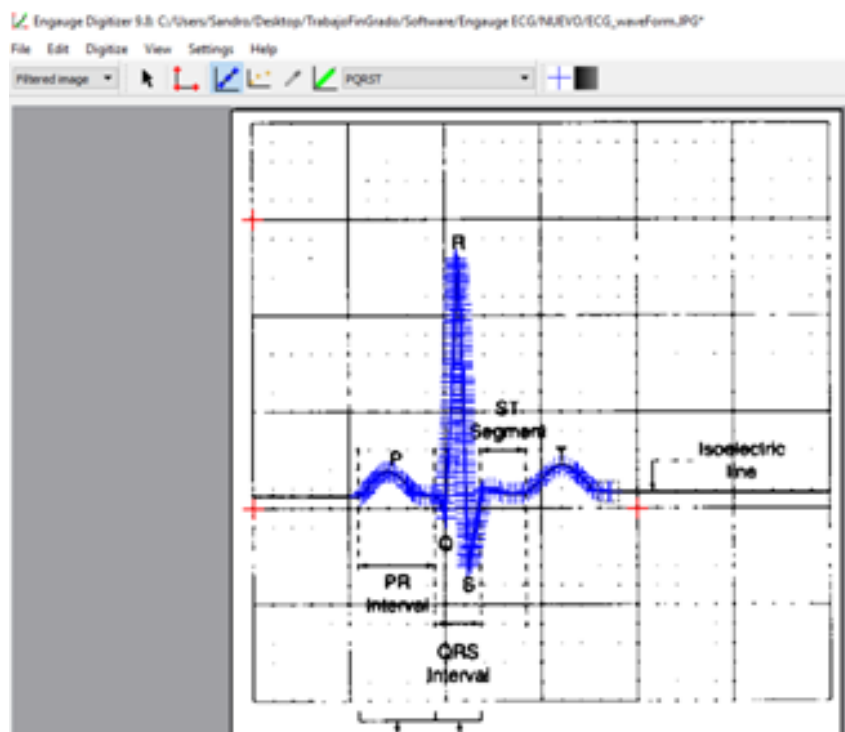 Engauge Digitizer 9.8: C:/Users/Sandro/Desktop/TrabajoFinGrado/Software/Engauge ECG/NUEVO/ECG_waveForm.JPG*
File Edit Digitize View Settings Help
Filtered image PQRST
R
ST
Segment
P T
Isoelectric
line
Q
S
PR
Interval
QRS
Interval